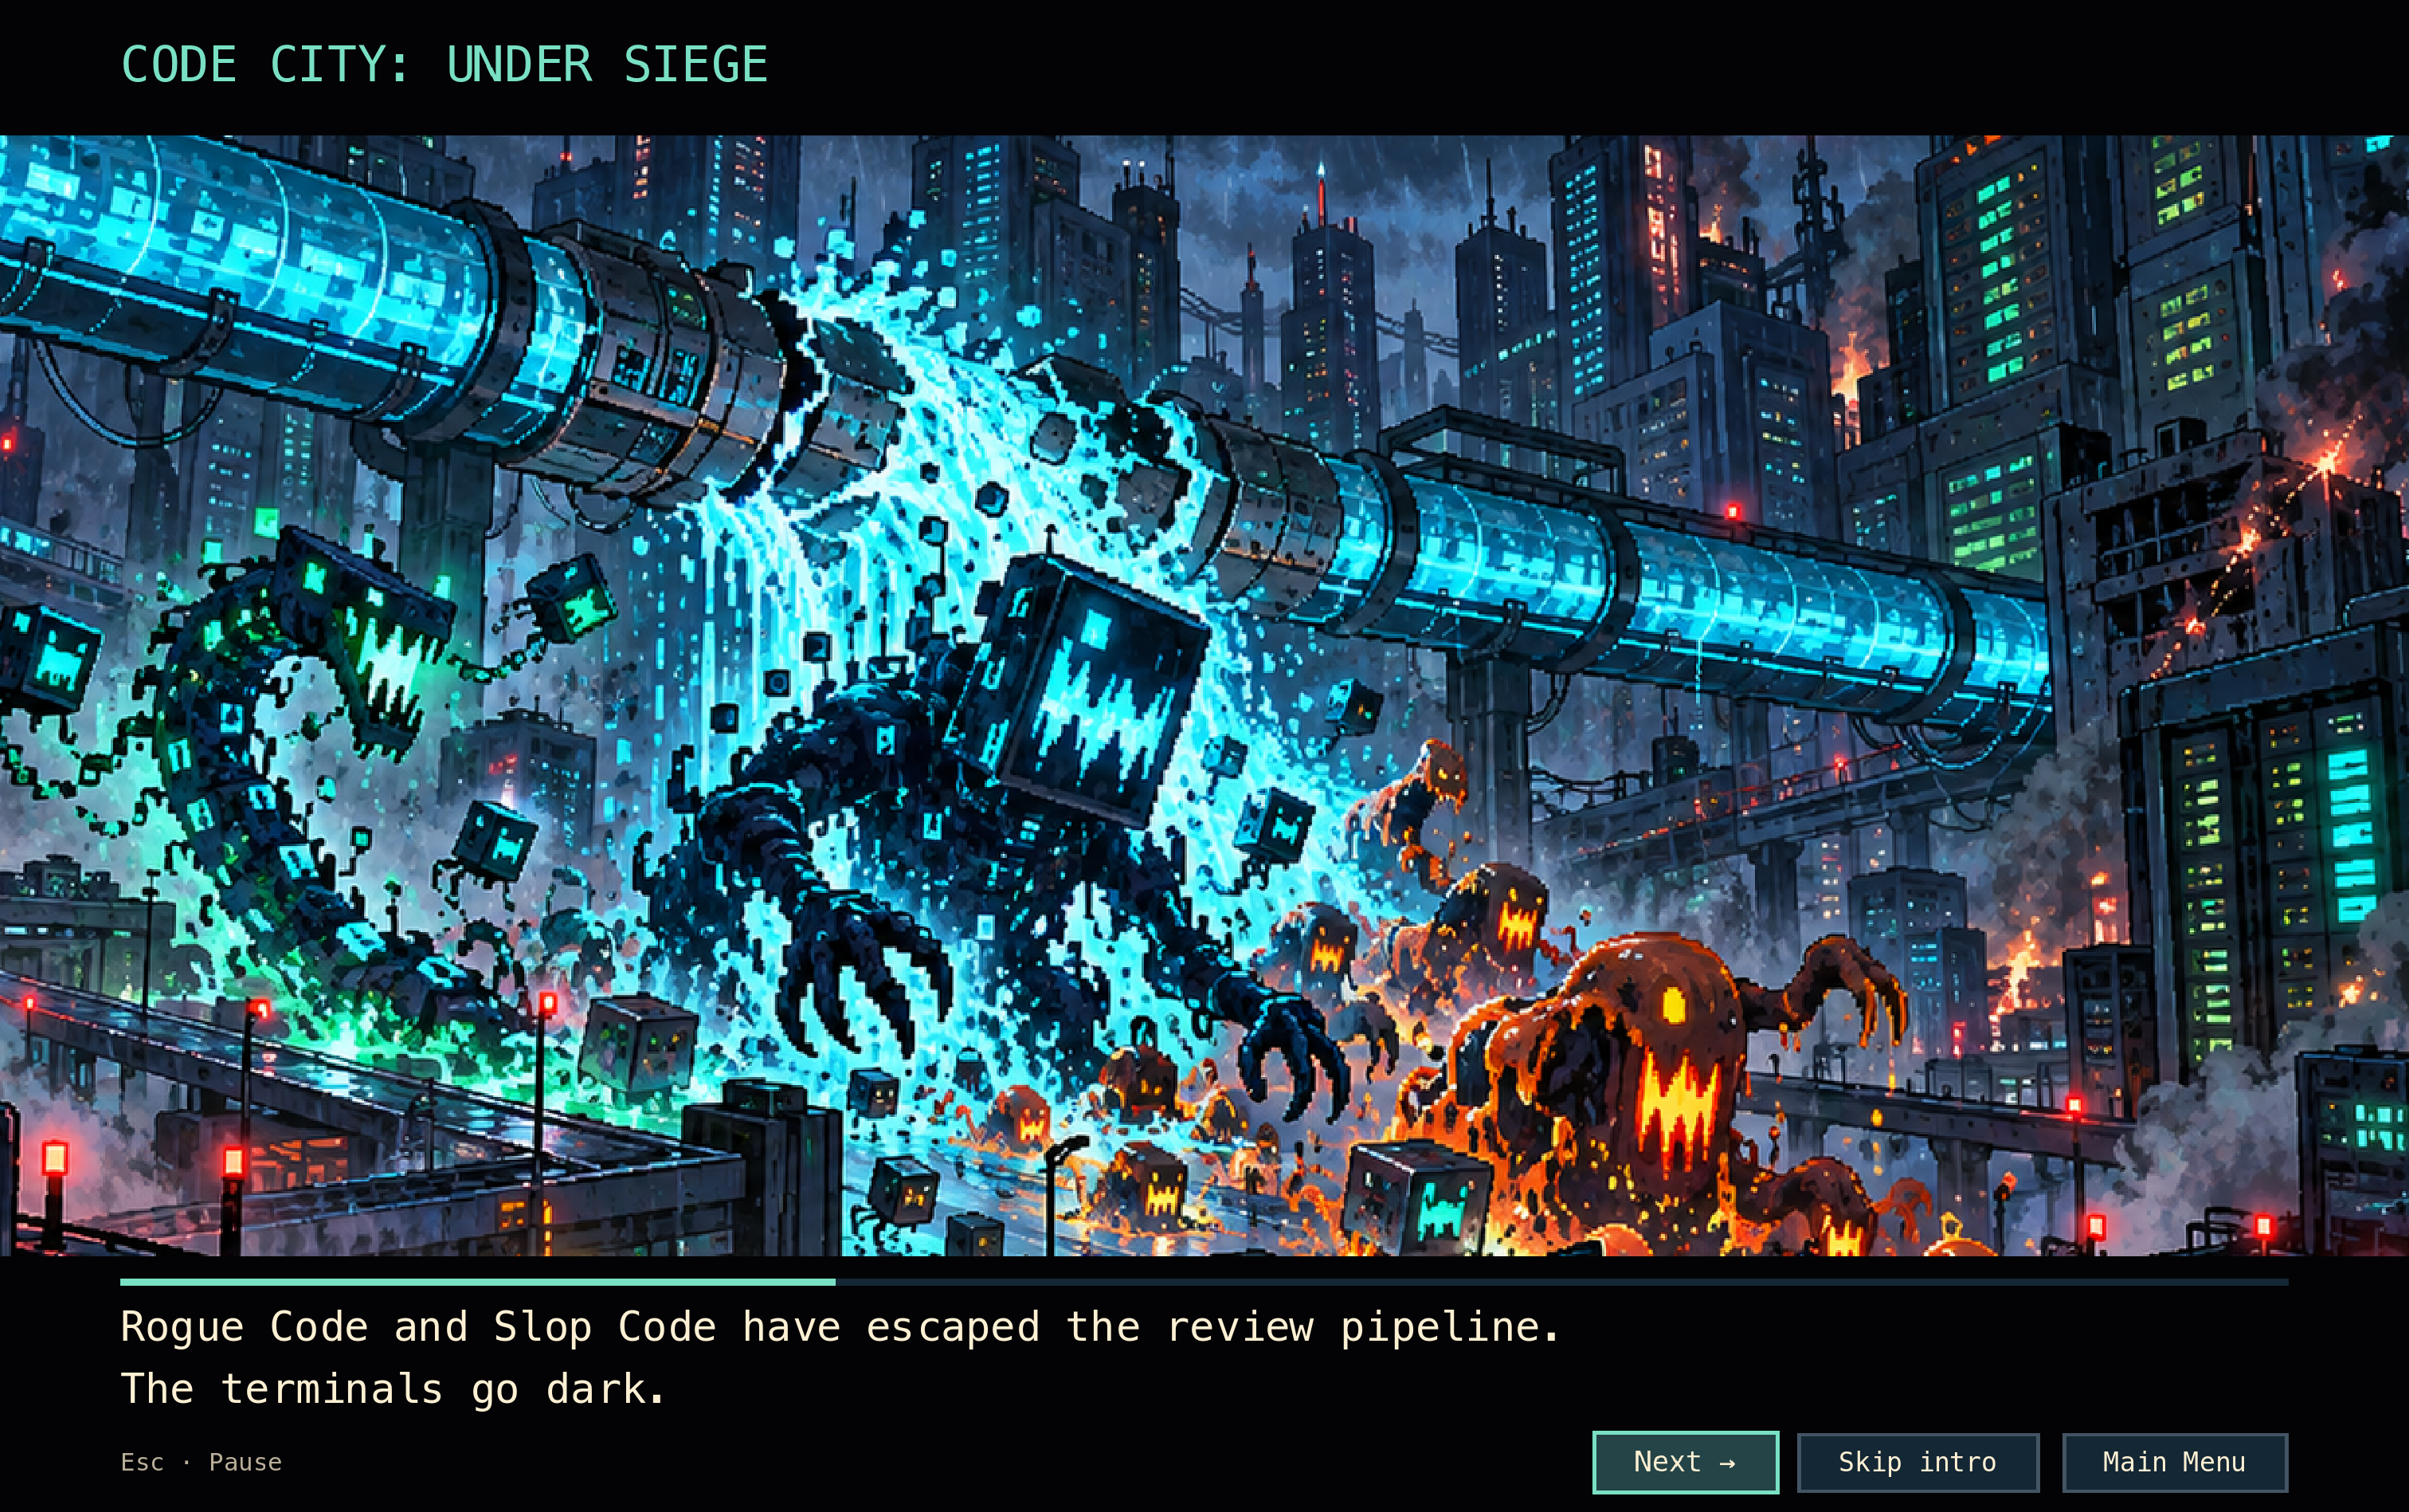 CODE CITY: UNDER SIEGE
Rogue Code and Slop Code have escaped the review pipeline.
The terminals go dark.
Esc · Pause
Next →
Skip intro
Main Menu